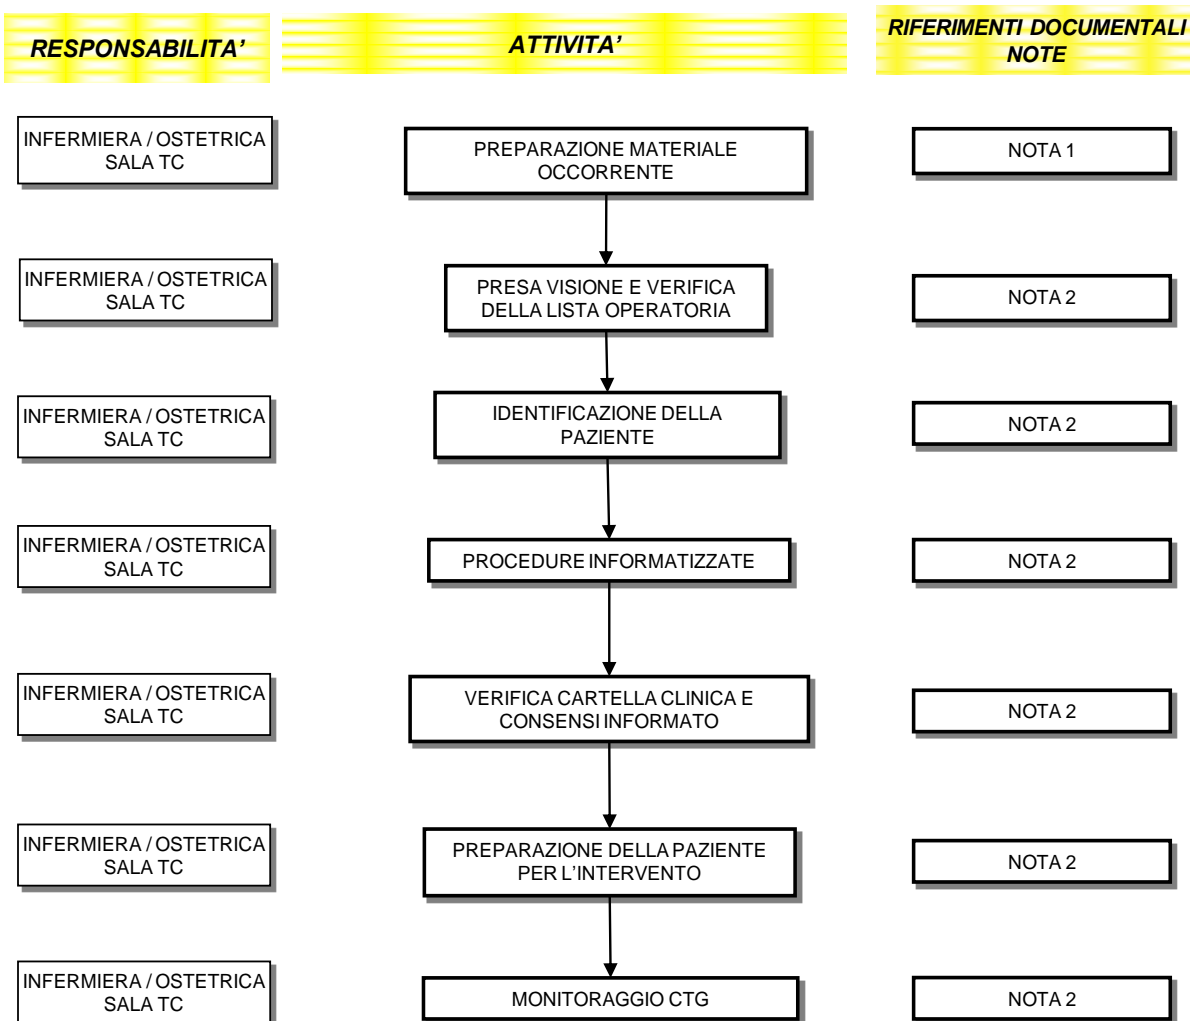 RESPONSABILITA’
ATTIVITA’
RIFERIMENTI DOCUMENTALI
NOTE
INFERMIERA / OSTETRICA
SALA TC
PREPARAZIONE MATERIALE
OCCORRENTE
NOTA 1
INFERMIERA / OSTETRICA
SALA TC
PRESA VISIONE E VERIFICA
DELLA LISTA OPERATORIA
NOTA 2
INFERMIERA / OSTETRICA
SALA TC
IDENTIFICAZIONE DELLA
PAZIENTE
NOTA 2
INFERMIERA / OSTETRICA
SALA TC
PROCEDURE INFORMATIZZATE
NOTA 2
INFERMIERA / OSTETRICA
SALA TC
VERIFICA CARTELLA CLINICA E
CONSENSI INFORMATO
NOTA 2
INFERMIERA / OSTETRICA
SALA TC
PREPARAZIONE DELLA PAZIENTE
PER L’INTERVENTO
NOTA 2
INFERMIERA / OSTETRICA
SALA TC
MONITORAGGIO CTG
NOTA 2